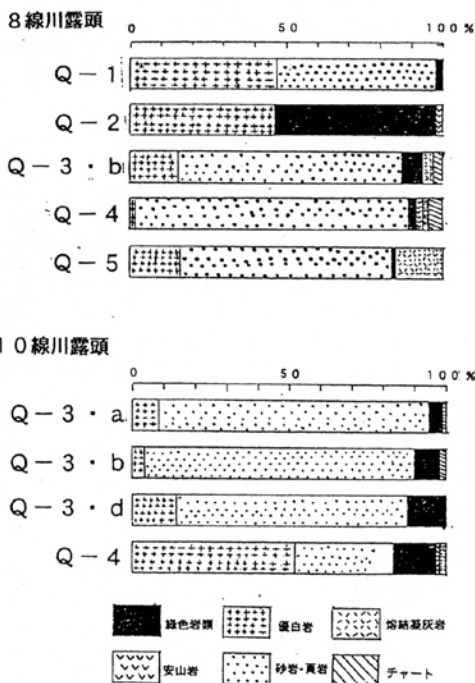 8線川露頭
0 50 100%
Q-1
Q-2
Q-3・b
Q-4
Q-5
10線川露頭
0 50 100%
Q-3・a
Q-3・b
Q-3・d
Q-4
緑色岩類 優白岩 熔結凝灰岩
安山岩 砂岩・頁岩 チャート